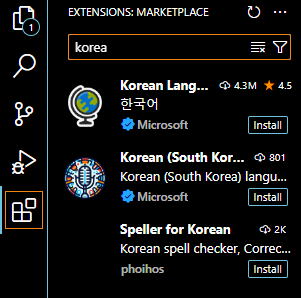 EXTENSIONS: MARKETPLACE
1
korea
Korean Lang... 4.3M 4.5
한국어
Microsoft Install
Korean (South Kor... 801
Korean (South Korea) langu...
Microsoft Install
Speller for Korean 2K
Korean spell checker, Correc...
phoihos Install